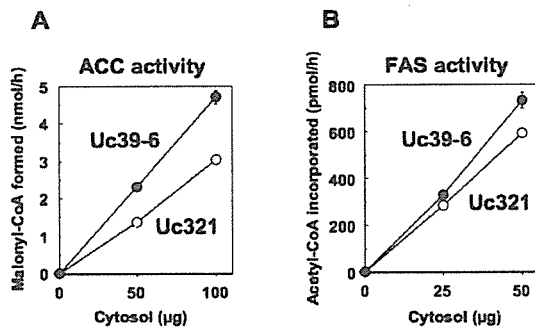 A
ACC activity
Malonyl-CoA formed (nmol/h)
5
4
3
2
1
0
Uc39-6
Uc321
0 50 100
Cytosol (µg)
B
FAS activity
Acetyl-CoA incorporated (pmol/h)
800
600
400
200
0
Uc39-6
Uc321
0 25 50
Cytosol (µg)